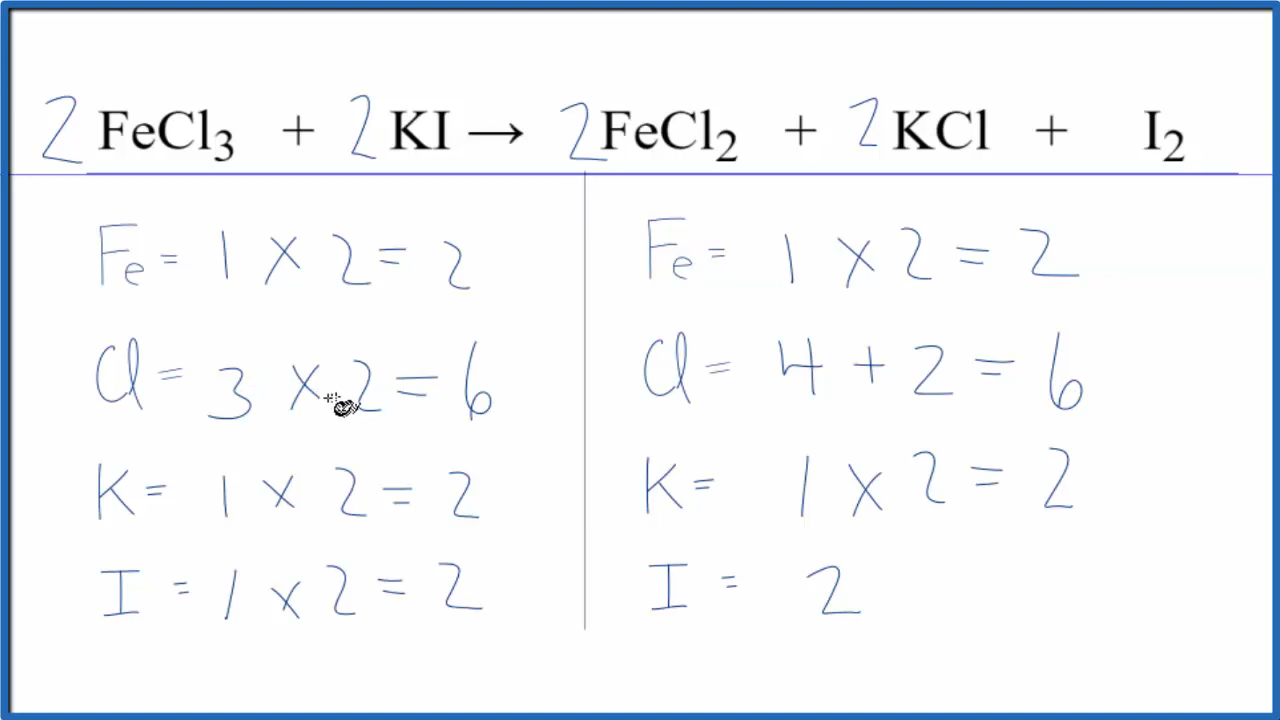 2 FeCl₃ + 2 KI → 2 FeCl₂ + 2 KCl + I₂
Fe = 1 × 2 = 2
Cl = 3 × 2 = 6
K = 1 × 2 = 2
I = 1 × 2 = 2
Fe = 1 × 2 = 2
Cl = 4 + 2 = 6
K = 1 × 2 = 2
I = 2